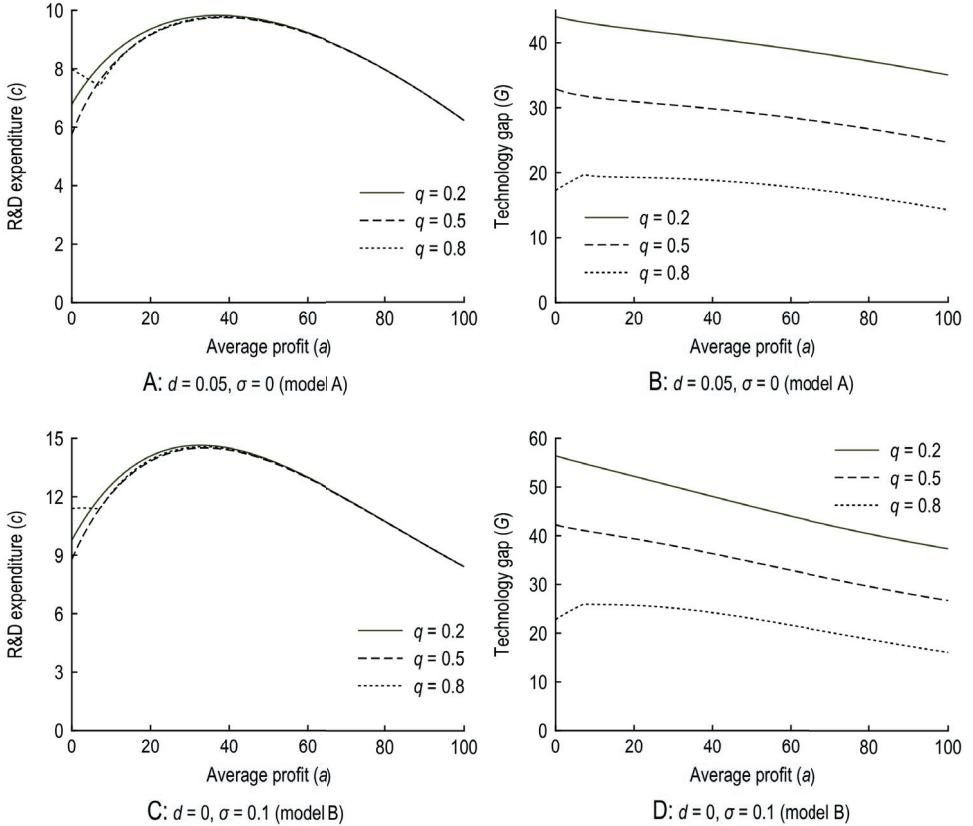 10
8
6
4
2
0
R&D expenditure (c)
q = 0.2
q = 0.5
q = 0.8
0 20 40 60 80 100
Average profit (a)
A: d = 0.05, σ = 0 (model A)
40
30
20
10
0
Technology gap (G)
q = 0.2
q = 0.5
q = 0.8
0 20 40 60 80 100
Average profit (a)
B: d = 0.05, σ = 0 (model A)
15
12
9
6
3
0
R&D expenditure (c)
q = 0.2
q = 0.5
q = 0.8
0 20 40 60 80 100
Average profit (a)
C: d = 0, σ = 0.1 (model B)
60
50
40
30
20
10
0
Technology gap (G)
q = 0.2
q = 0.5
q = 0.8
0 20 40 60 80 100
Average profit (a)
D: d = 0, σ = 0.1 (model B)